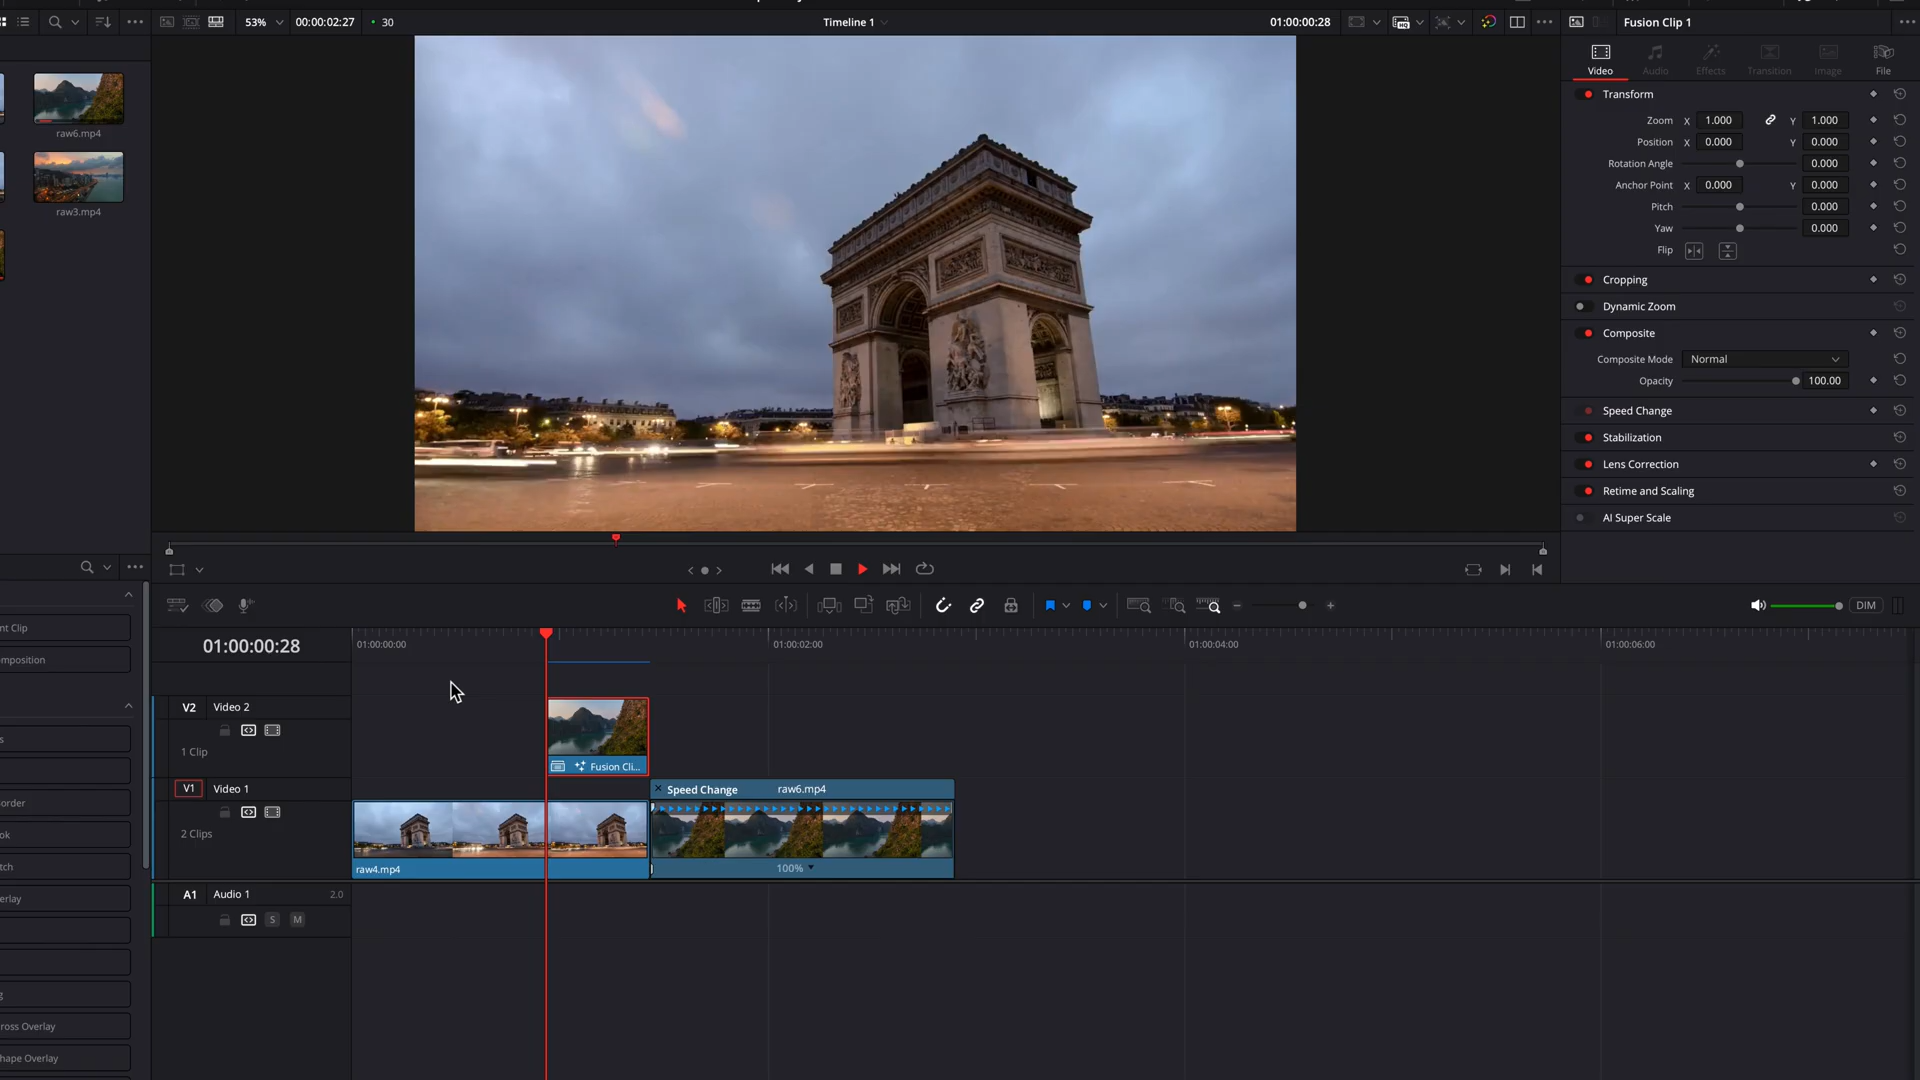 53%
00:00:02:27
30
Timeline 1
01:00:00:28
Fusion Clip 1
raw6.mp4
raw3.mp4
Video
Audio
Effects
Transition
Image
File
Transform
Zoom X 1.000 Y 1.000
Position X 0.000 Y 0.000
Rotation Angle 0.000
Anchor Point X 0.000 Y 0.000
Pitch 0.000
Yaw 0.000
Flip
Cropping
Dynamic Zoom
Composite
Composite Mode Normal
Opacity 100.00
Speed Change
Stabilization
Lens Correction
Retime and Scaling
AI Super Scale
DIM
nt Clip
omposition
s
order
ok
tch
erlay
g
ross Overlay
hape Overlay
01:00:00:28
01:00:00:00
01:00:02:00
01:00:04:00
01:00:06:00
V2 Video 2
1 Clip
Fusion Cli...
V1 Video 1
2 Clips
raw4.mp4
Speed Change raw6.mp4
100%
A1 Audio 1 2.0
S M